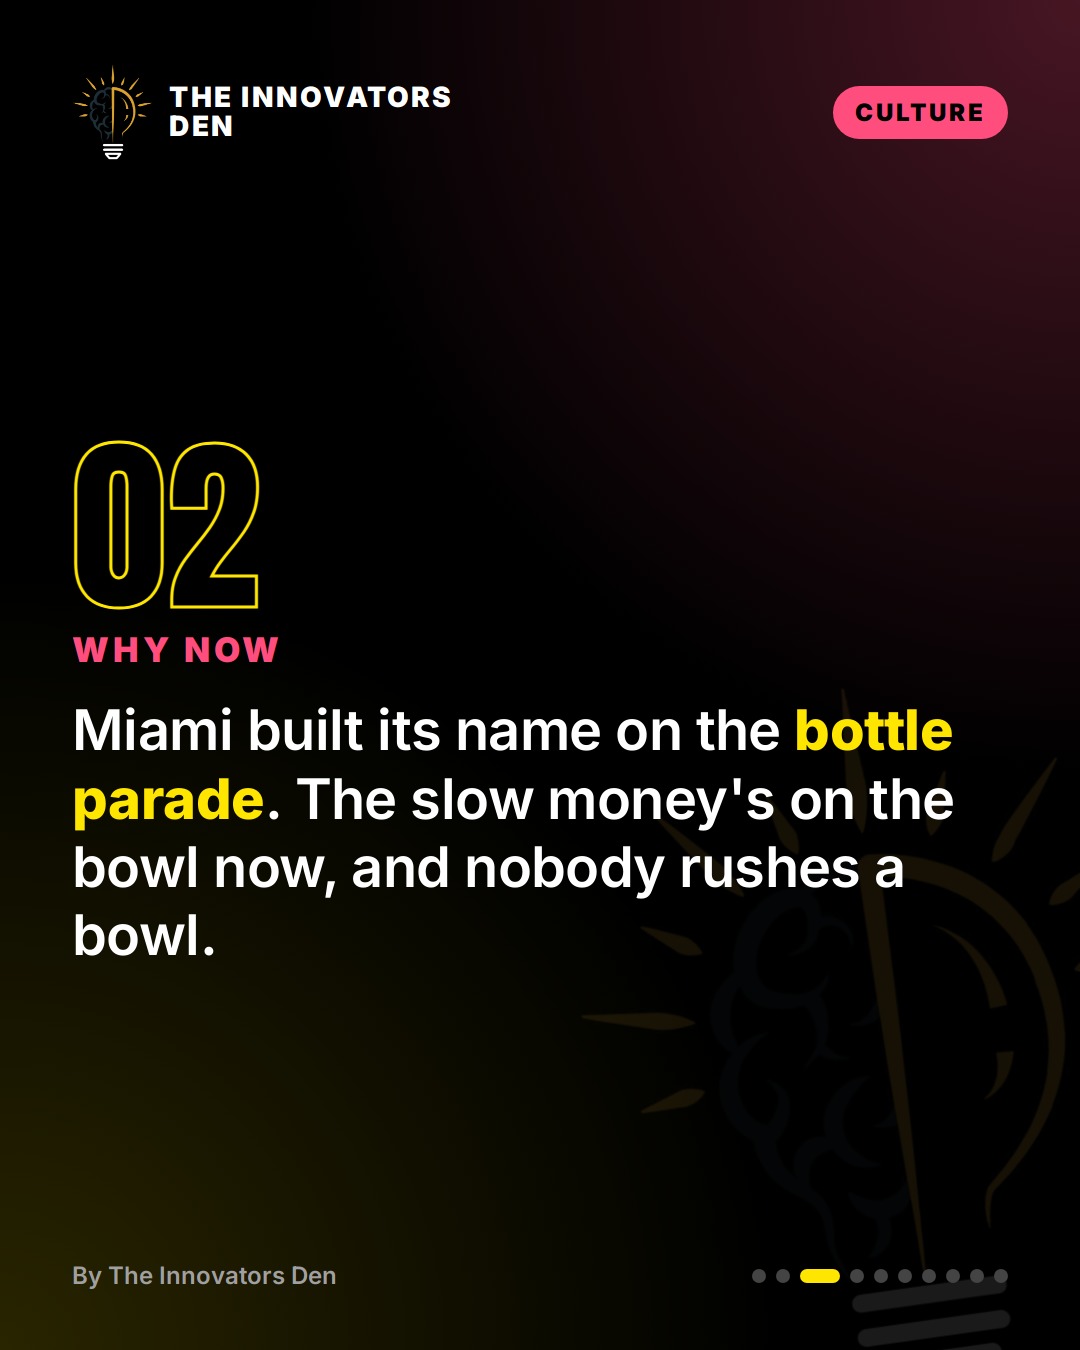 THE INNOVATORS
DEN
CULTURE
02
WHY NOW
Miami built its name on the bottle
parade. The slow money's on the
bowl now, and nobody rushes a
bowl.
By The Innovators Den